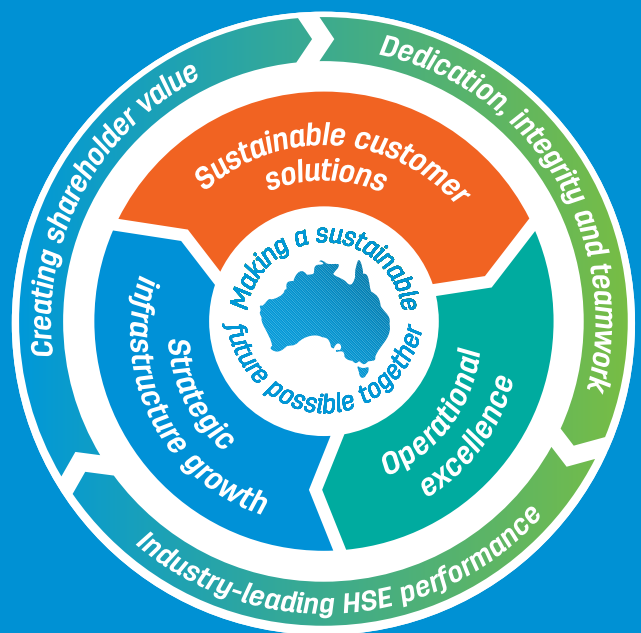 Creating shareholder value
Dedication, integrity and teamwork
Industry-leading HSE performance
Sustainable customer
solutions
Operational
excellence
Strategic
infrastructure growth
Making a sustainable
future possible together